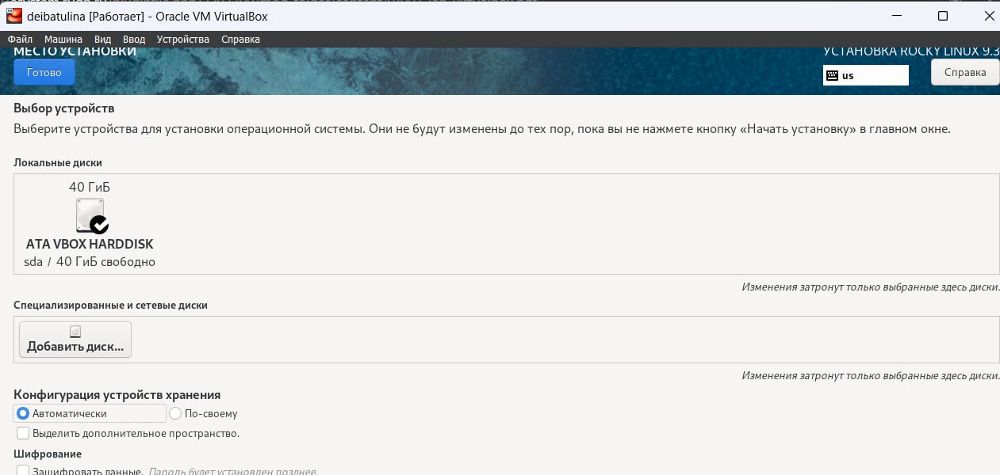 deibatulina [Работает] - Oracle VM VirtualBox
Файл Машина Вид Ввод Устройства Справка
МЕСТО УСТАНОВКИ
УСТАНОВКА ROCKY LINUX 9.3
Готово
us
Справка
Выбор устройств
Выберите устройства для установки операционной системы. Они не будут изменены до тех пор, пока вы не нажмете кнопку «Начать установку» в главном окне.
Локальные диски
40 ГиБ
ATA VBOX HARDDISK
sda / 40 ГиБ свободно
Изменения затронут только выбранные здесь диски.
Специализированные и сетевые диски
Добавить диск...
Изменения затронут только выбранные здесь диски.
Конфигурация устройств хранения
Автоматически По-своему
Выделить дополнительное пространство.
Шифрование
Зашифровать данные. Пароль будет установлен позднее.